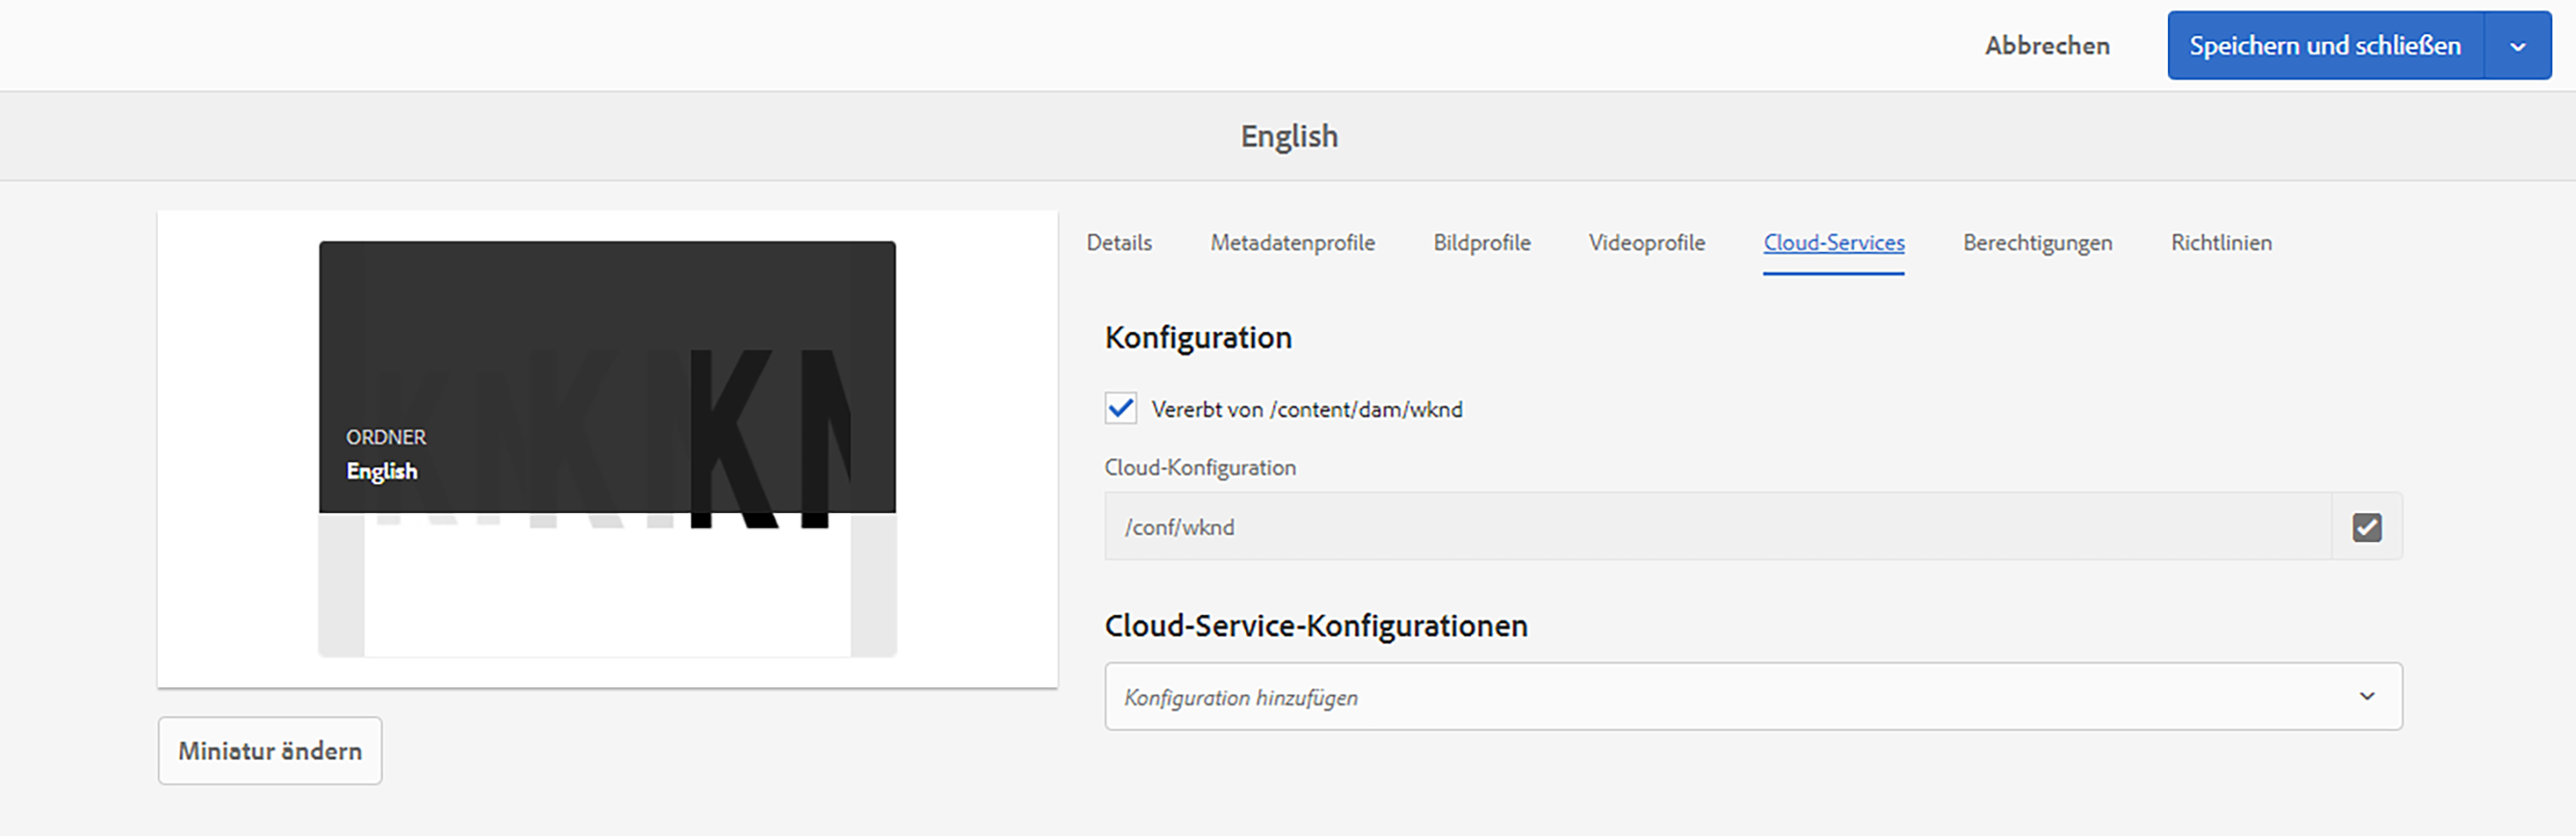 Abbrechen
Speichern und schließen
English
Details Metadatenprofile Bildprofile Videoprofile Cloud-Services Berechtigungen Richtlinien
ORDNER
English
Miniatur ändern
Konfiguration
Vererbt von /content/dam/wknd
Cloud-Konfiguration
/conf/wknd
Cloud-Service-Konfigurationen
Konfiguration hinzufügen